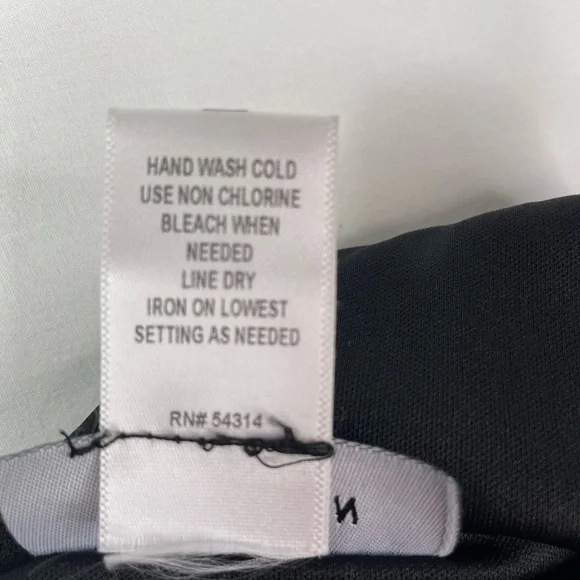 HAND WASH COLD
USE NON CHLORINE
BLEACH WHEN
NEEDED
LINE DRY
IRON ON LOWEST
SETTING AS NEEDED
RN# 54314